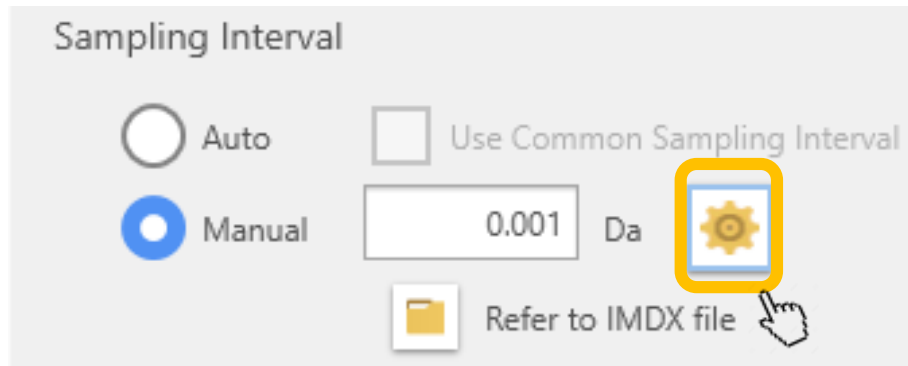 Sampling Interval
Auto Use Common Sampling Interval
Manual 0.001 Da
Refer to IMDX file